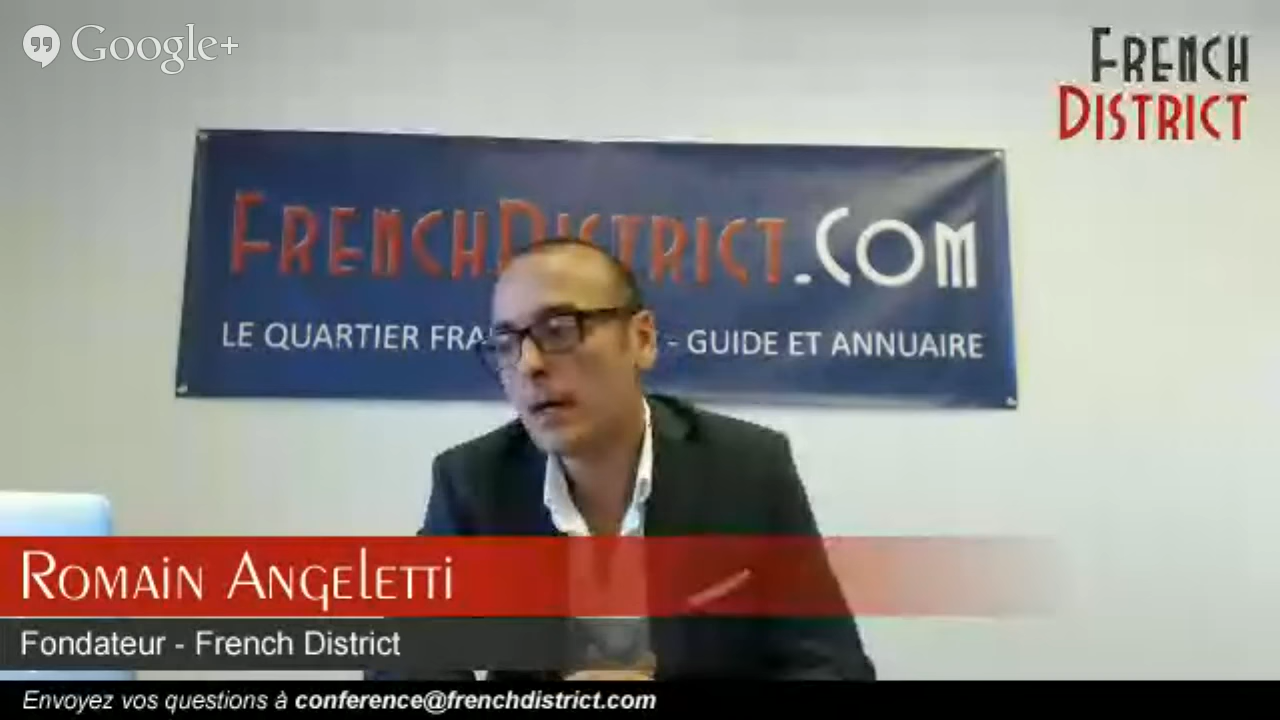 Google+
FRENCH
DISTRICT
FRENCHDISTRICT.COM
LE QUARTIER FRA - GUIDE ET ANNUAIRE
Romain Angeletti
Fondateur - French District
Envoyez vos questions à conference@frenchdistrict.com